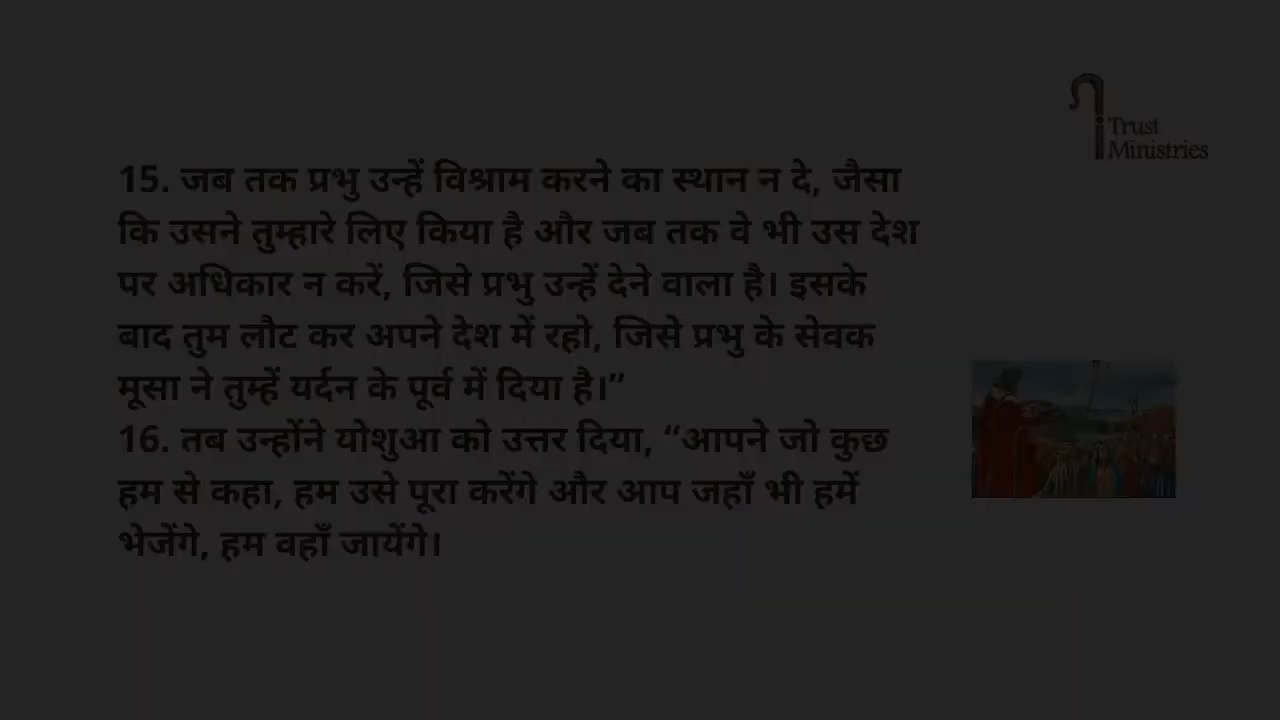 Trust
Ministries
15. जब तक प्रभु उन्हें विश्राम करने का स्थान न दे, जैसा
कि उसने तुम्हारे लिए किया है और जब तक वे भी उस देश
पर अधिकार न करें, जिसे प्रभु उन्हें देने वाला है। इसके
बाद तुम लौट कर अपने देश में रहो, जिसे प्रभु के सेवक
मूसा ने तुम्हें यर्दन के पूर्व में दिया है।”
16. तब उन्होंने योशुआ को उत्तर दिया, “आपने जो कुछ
हम से कहा, हम उसे पूरा करेंगे और आप जहाँ भी हमें
भेजेंगे, हम वहाँ जायेंगे।